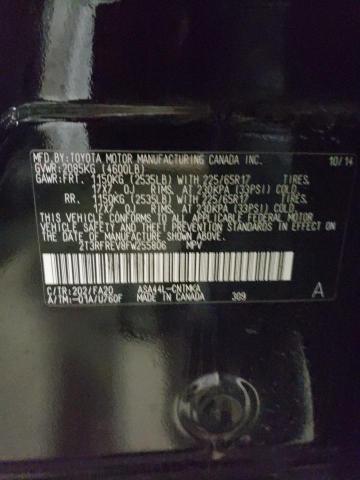 MFD. BY: TOYOTA MOTOR MANUFACTURING CANADA INC. 10/14
GVWR: 2085KG (4600LB)
GAWR: FRT. 1150KG (2535LB) WITH 225/65R17 TIRES,
17X7 OJ RIMS, AT 230KPA (33PSI) COLD.
RR. 1150KG (2535LB) WITH 225/65R17 TIRES,
17X7 OJ RIMS, AT 230KPA (33PSI) COLD.
THIS VEHICLE CONFORMS TO ALL APPLICABLE FEDERAL MOTOR
VEHICLE SAFETY AND THEFT PREVENTION STANDARDS IN EFFECT
ON THE DATE OF MANUFACTURE SHOWN ABOVE.
2T3RFREV8FW255806 MPV
C/TR: 202/FA20 ASA44L-CNTMKA
A/TM: -01A/U760F MADE IN CANADA 309 A